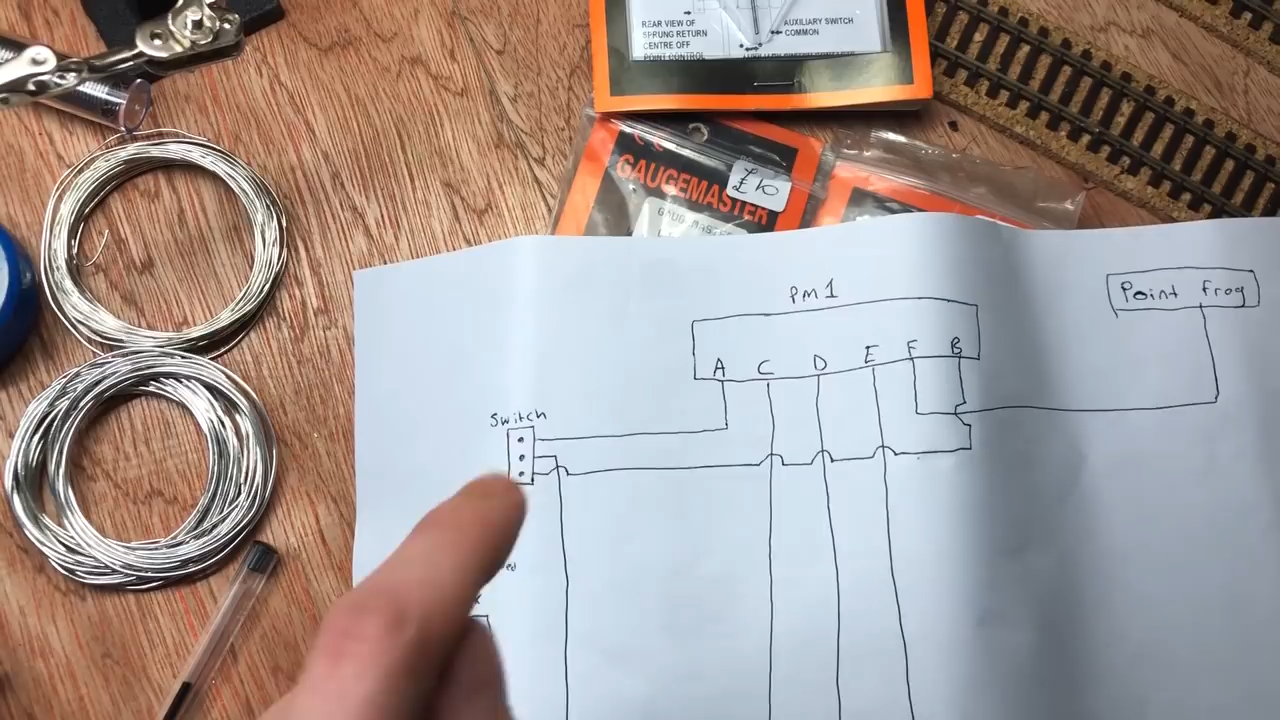 REAR VIEW OF
SPRUNG RETURN
CENTRE OFF
POINT CONTROL
AUXILIARY SWITCH
COMMON
GAUGEMASTER
£10
Pm1
Point frog
A C D E F B
Switch